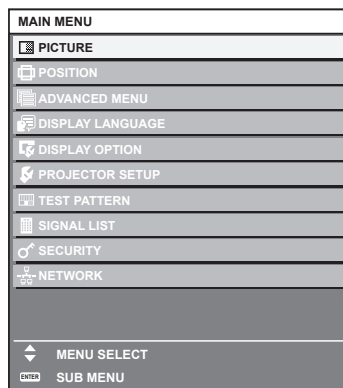 MAIN MENU
PICTURE
POSITION
ADVANCED MENU
DISPLAY LANGUAGE
DISPLAY OPTION
PROJECTOR SETUP
TEST PATTERN
SIGNAL LIST
SECURITY
NETWORK
MENU SELECT
ENTER SUB MENU